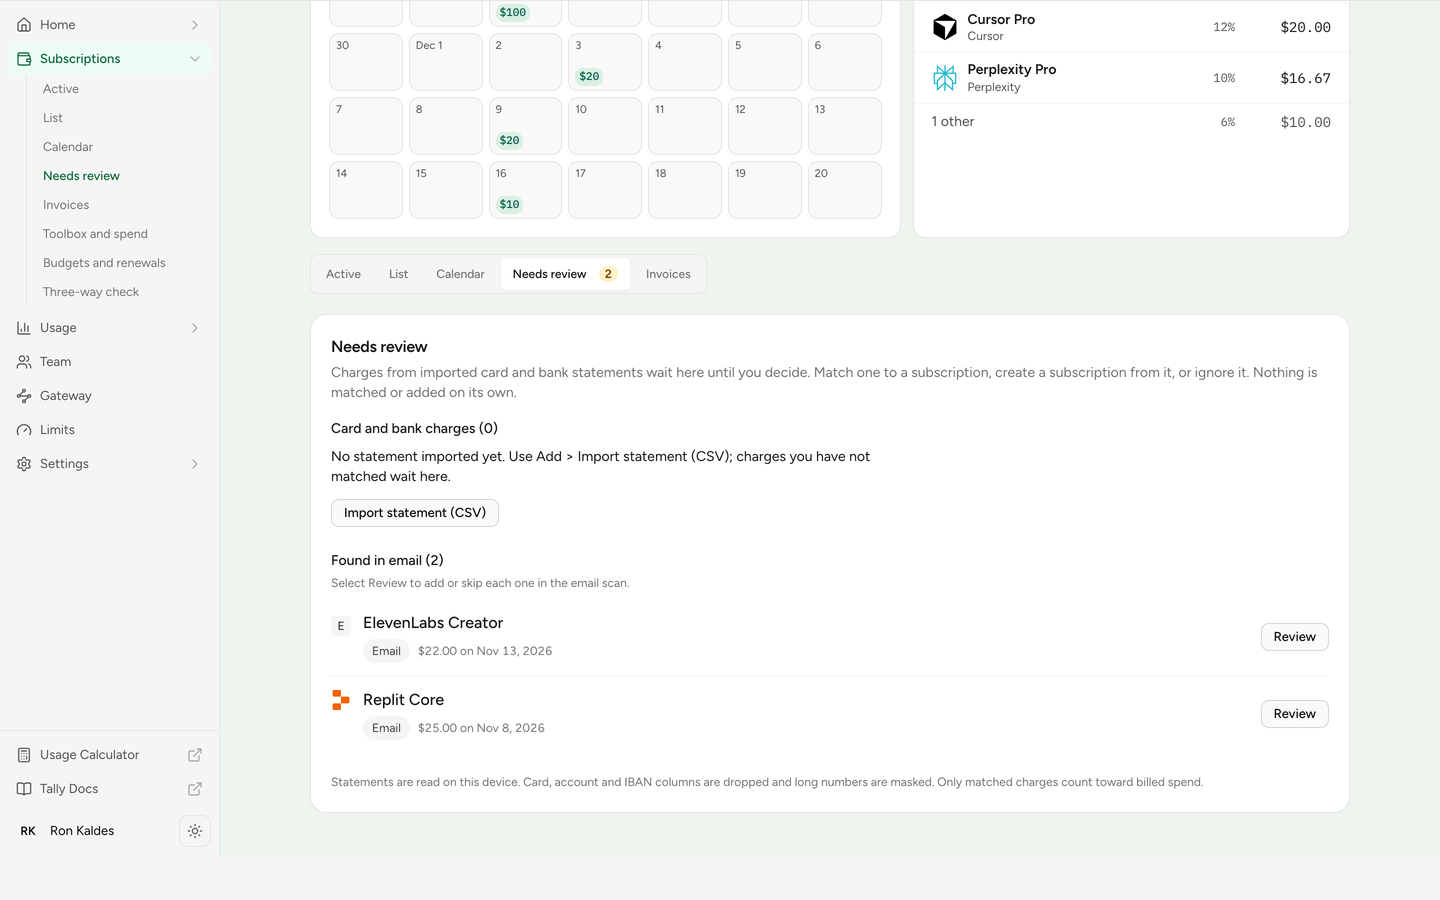 Home
Subscriptions
Active
List
Calendar
Needs review
Invoices
Toolbox and spend
Budgets and renewals
Three-way check
Usage
Team
Gateway
Limits
Settings
Usage Calculator
Tally Docs
RK Ron Kaldes
$100
30 Dec 1 2 3 4 5 6
$20
7 8 9 10 11 12 13
$20
14 15 16 17 18 19 20
$10
Cursor Pro 12% $20.00
Cursor
Perplexity Pro 10% $16.67
Perplexity
1 other 6% $10.00
Active List Calendar Needs review 2 Invoices
Needs review
Charges from imported card and bank statements wait here until you decide. Match one to a subscription, create a subscription from it, or ignore it. Nothing is
matched or added on its own.
Card and bank charges (0)
No statement imported yet. Use Add > Import statement (CSV); charges you have not
matched wait here.
Import statement (CSV)
Found in email (2)
Select Review to add or skip each one in the email scan.
E ElevenLabs Creator
Email $22.00 on Nov 13, 2026
Review
Replit Core
Email $25.00 on Nov 8, 2026
Review
Statements are read on this device. Card, account and IBAN columns are dropped and long numbers are masked. Only matched charges count toward billed spend.